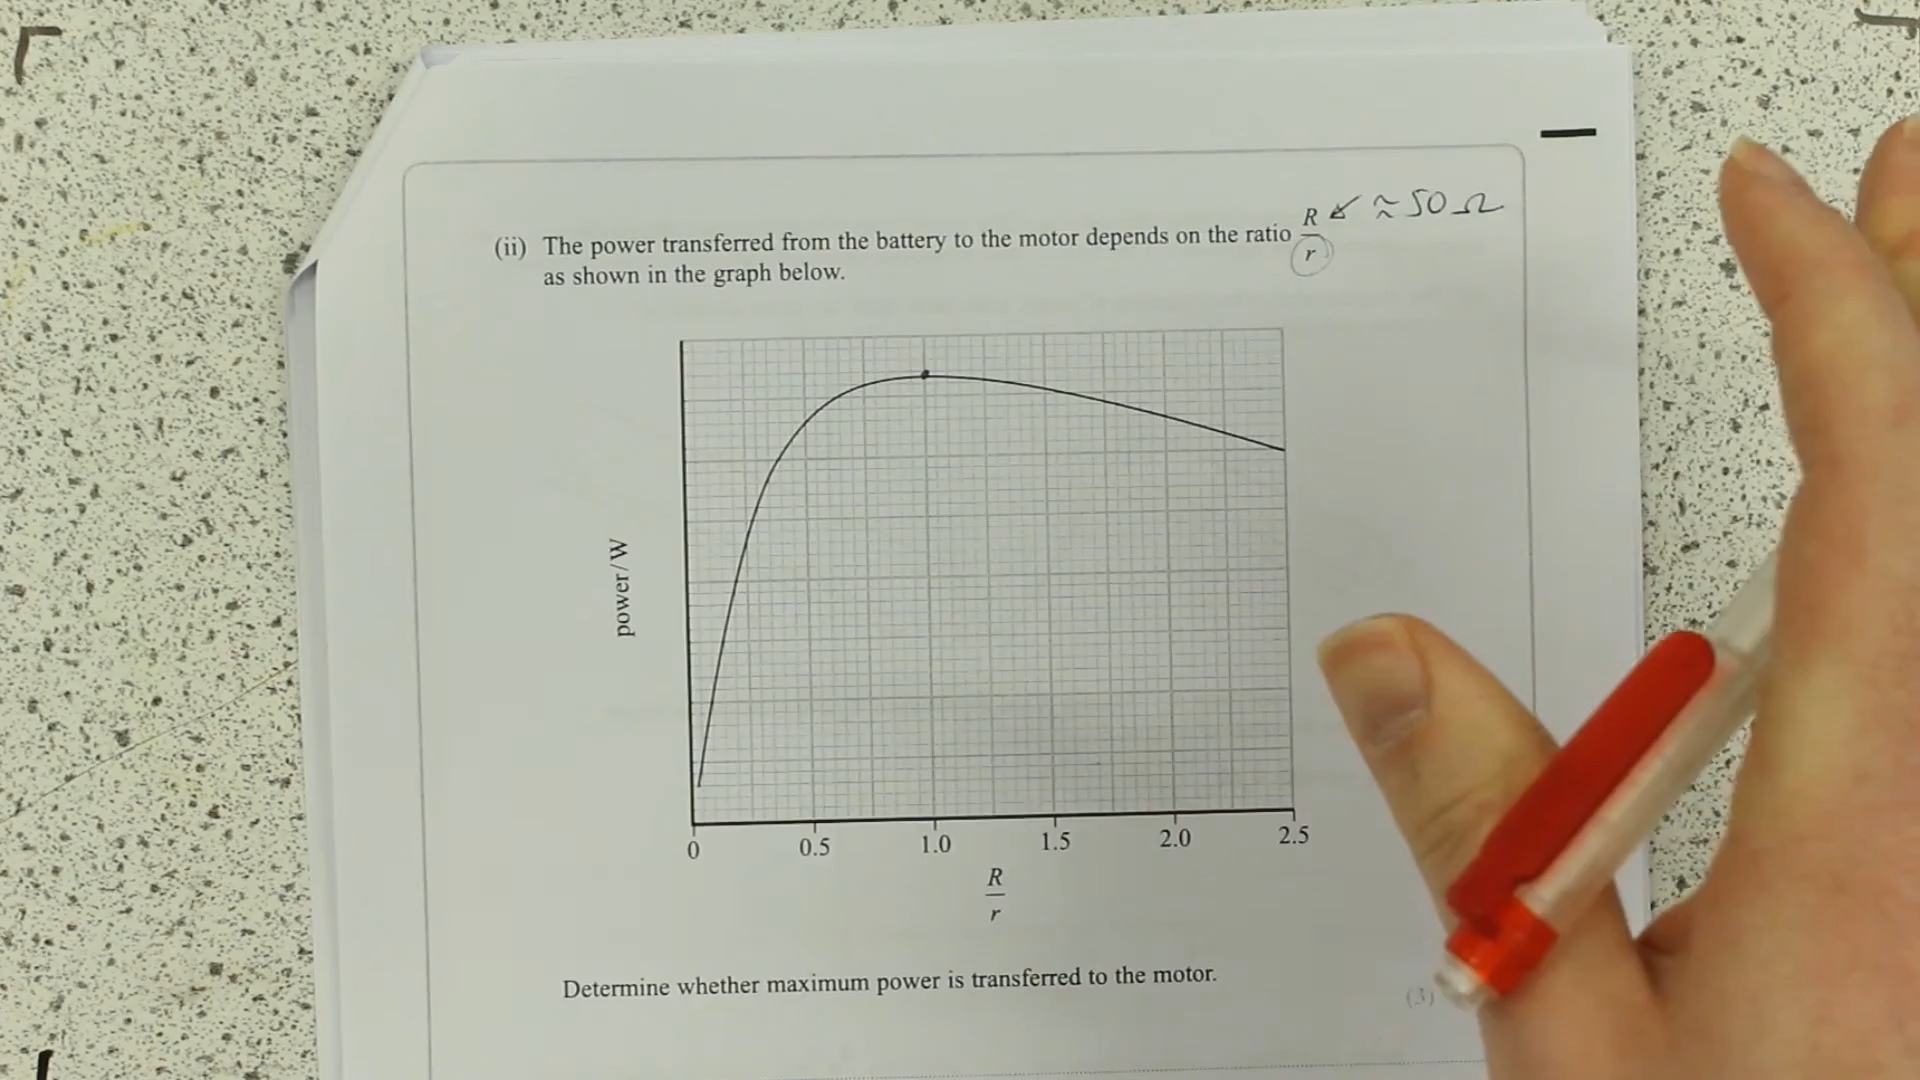 (ii) The power transferred from the battery to the motor depends on the ratio R/r ≈ 50 Ω
as shown in the graph below.
power/W
0 0.5 1.0 1.5 2.0 2.5
R
r
Determine whether maximum power is transferred to the motor.
(3)